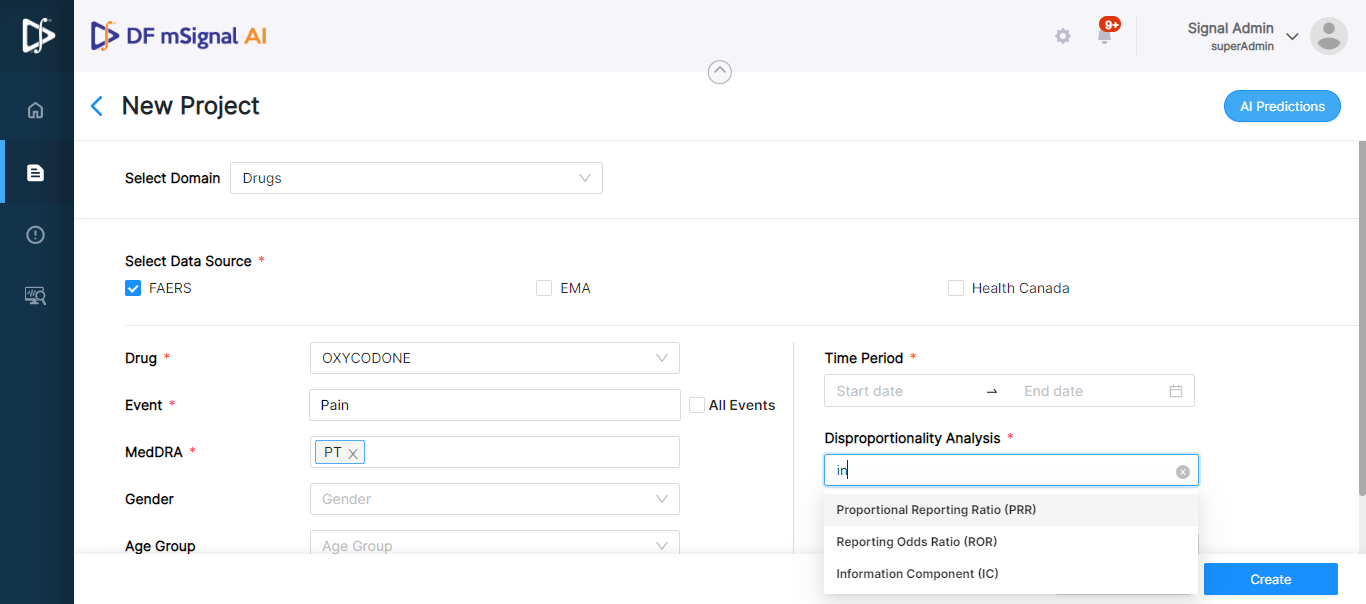 DF mSignal AI
9+
Signal Admin
superAdmin
New Project
AI Predictions
Select Domain
Drugs
Select Data Source *
FAERS
EMA
Health Canada
Drug *
OXYCODONE
Event *
Pain
All Events
MedDRA *
PT
Gender
Gender
Age Group
Age Group
Time Period *
Start date
End date
Disproportionality Analysis *
in
Proportional Reporting Ratio (PRR)
Reporting Odds Ratio (ROR)
Information Component (IC)
Create